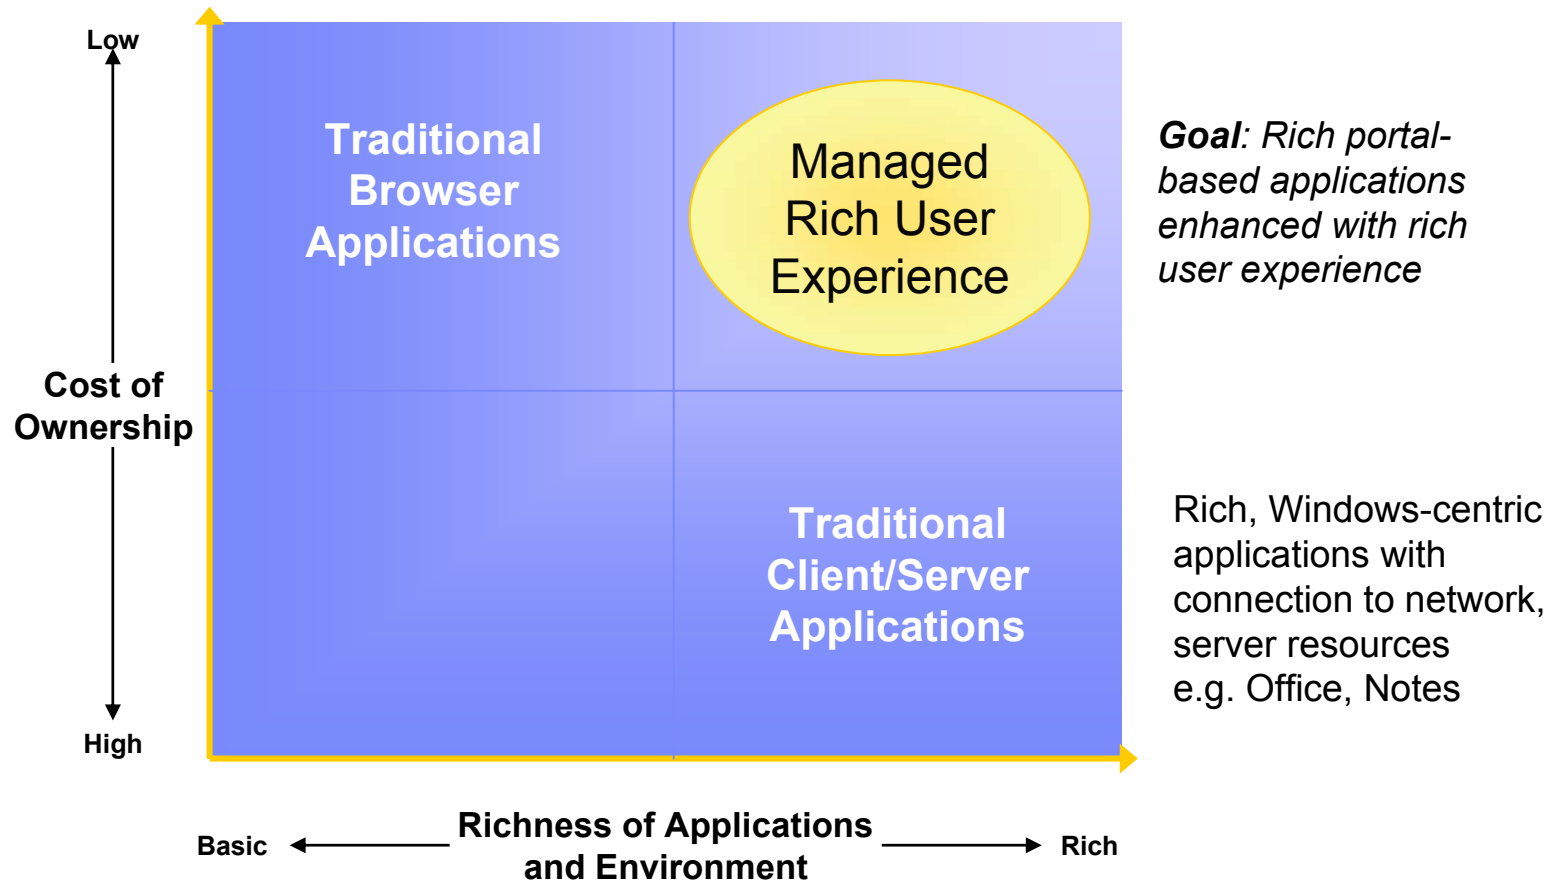 Low
Traditional
Browser
Applications
Managed
Rich User
Experience
Goal: Rich portal-
based applications
enhanced with rich
user experience
Cost of
Ownership
Traditional
Client/Server
Applications
Rich, Windows-centric
applications with
connection to network,
server resources
e.g. Office, Notes
High
Basic
Richness of Applications
and Environment
Rich